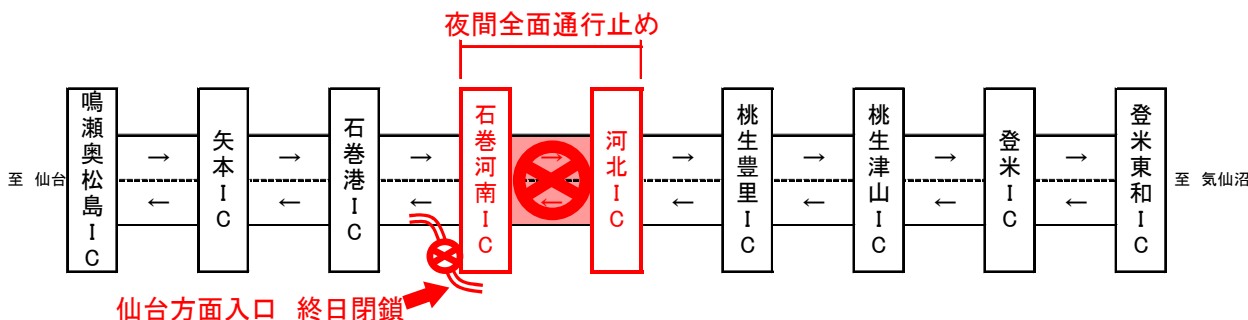 夜間全面通行止め
至 仙台
鳴瀬奥松島IC
→
←
矢本IC
→
←
石巻港IC
→
←
石巻河南IC
→
←
河北IC
→
←
桃生豊里IC
→
←
桃生津山IC
→
←
登米IC
→
←
登米東和IC
至 気仙沼
仙台方面入口 終日閉鎖